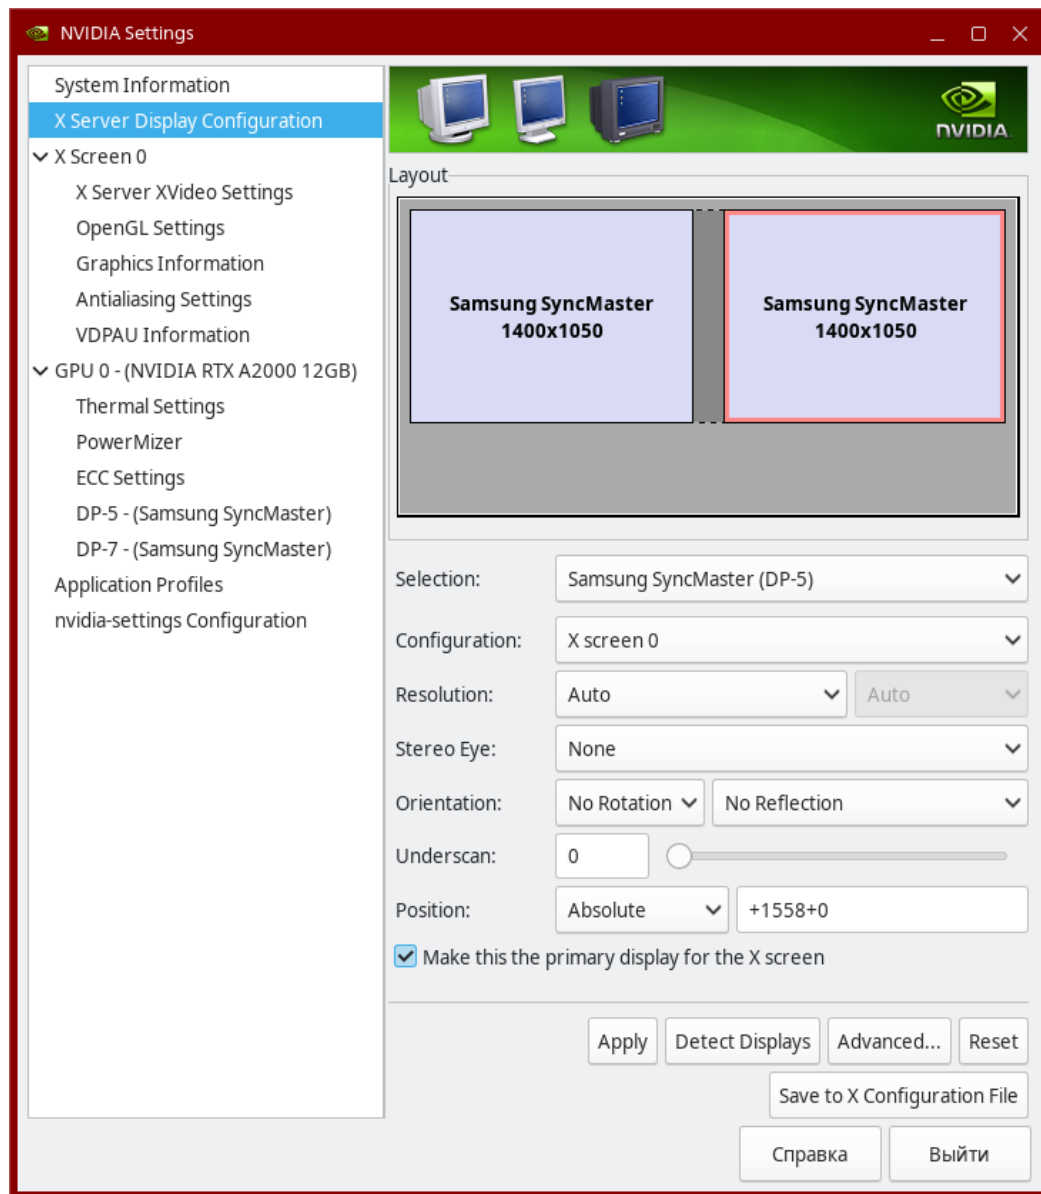 NVIDIA Settings
System Information
X Server Display Configuration
X Screen 0
X Server XVideo Settings
OpenGL Settings
Graphics Information
Antialiasing Settings
VDPAU Information
GPU 0 - (NVIDIA RTX A2000 12GB)
Thermal Settings
PowerMizer
ECC Settings
DP-5 - (Samsung SyncMaster)
DP-7 - (Samsung SyncMaster)
Application Profiles
nvidia-settings Configuration
NVIDIA.
Layout
Samsung SyncMaster
1400x1050
Samsung SyncMaster
1400x1050
Selection: Samsung SyncMaster (DP-5)
Configuration: X screen 0
Resolution: Auto Auto
Stereo Eye: None
Orientation: No Rotation No Reflection
Underscan: 0
Position: Absolute +1558+0
Make this the primary display for the X screen
Apply Detect Displays Advanced... Reset
Save to X Configuration File
Справка Выйти